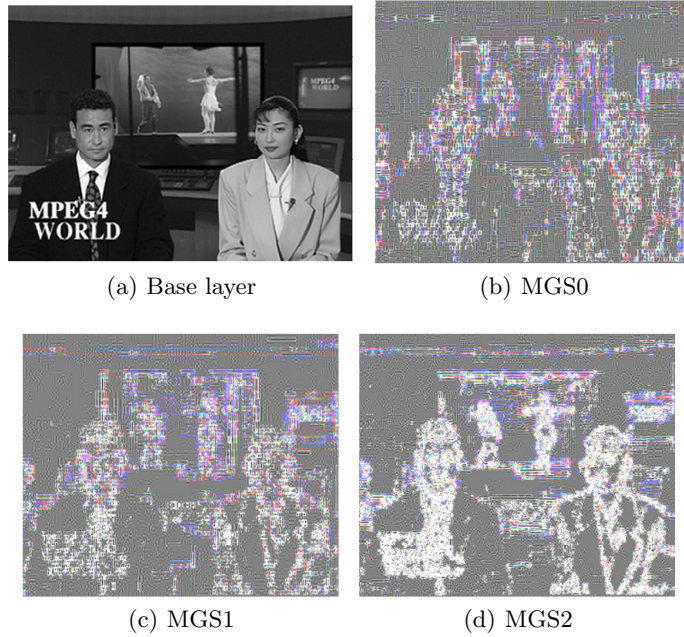 MPEG4
WORLD
MPEG4
WORLD
(a) Base layer
(b) MGS0
(c) MGS1
(d) MGS2